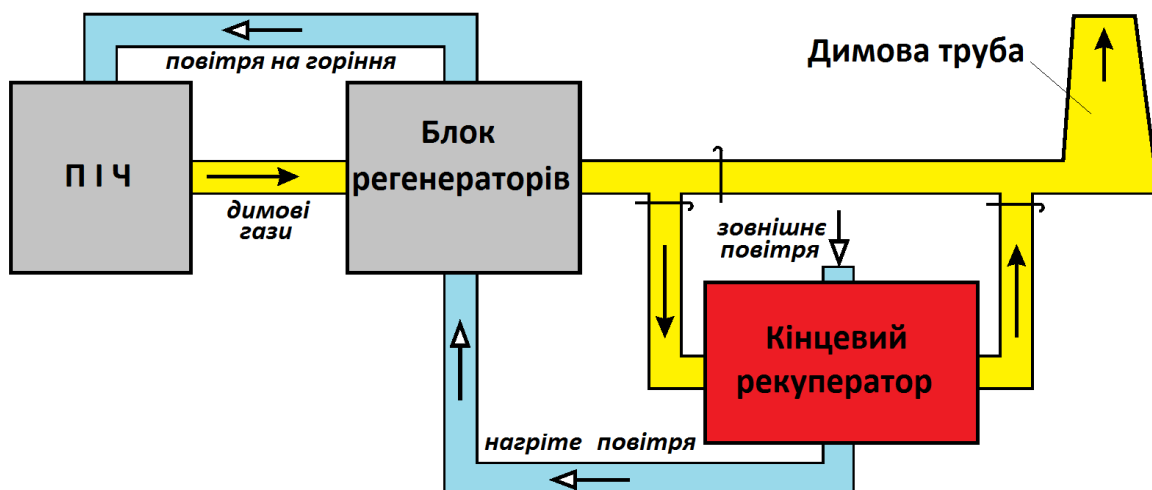 повітря на горіння
Димова труба
П І Ч
Блок
регенераторів
димові
гази
зовнішнє
повітря
Кінцевий
рекуператор
нагріте повітря